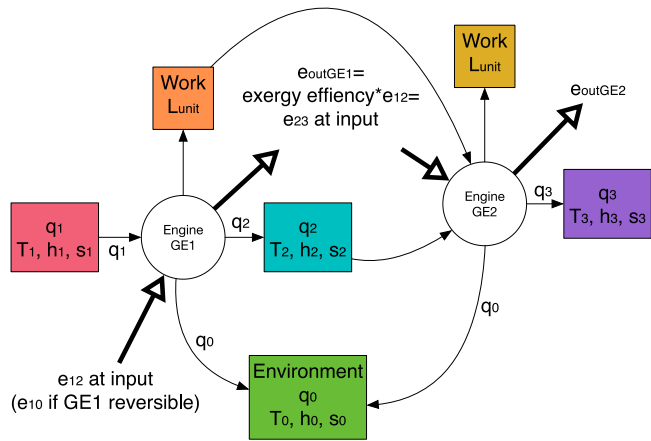 Work
Lunit
eoutGE1=
exergy effiency*e12=
e23 at input
Work
Lunit
eoutGE2
q1
T1, h1, s1
q1
Engine
GE1
q2
q2
T2, h2, s2
Engine
GE2
q3
q3
T3, h3, s3
q0
q0
e12 at input
(e10 if GE1 reversible)
Environment
q0
T0, h0, s0